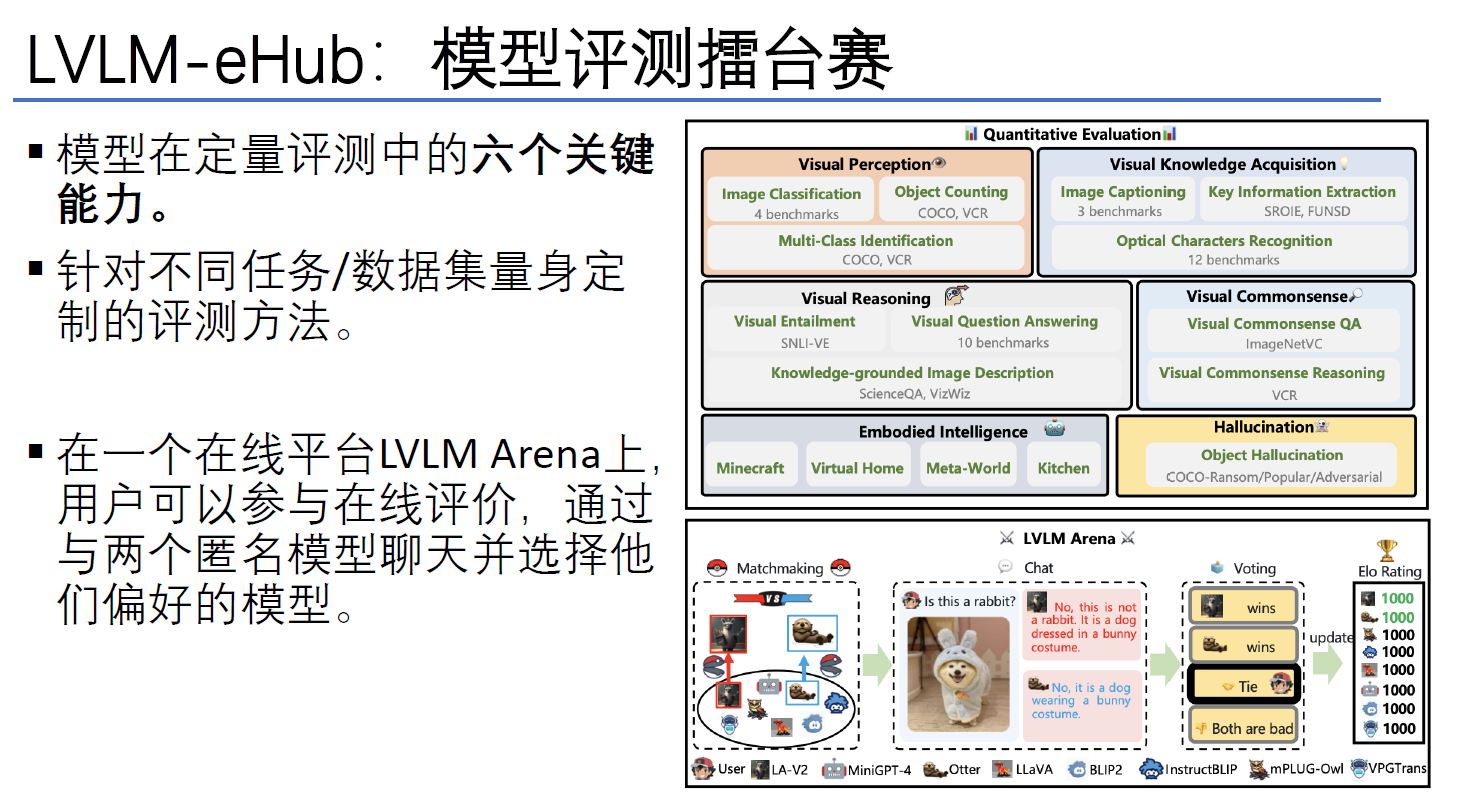 LVLM-eHub：模型评测擂台赛
▪ 模型在定量评测中的六个关键
能力。
▪ 针对不同任务/数据集量身定
制的评测方法。
▪ 在一个在线平台LVLM Arena上，
用户可以参与在线评价，通过
与两个匿名模型聊天并选择他
们偏好的模型。
Quantitative Evaluation
Visual Perception
Image Classification
4 benchmarks
Object Counting
COCO, VCR
Multi-Class Identification
COCO, VCR
Visual Knowledge Acquisition
Image Captioning
3 benchmarks
Key Information Extraction
SROIE, FUNSD
Optical Characters Recognition
12 benchmarks
Visual Reasoning
Visual Entailment
SNLI-VE
Visual Question Answering
10 benchmarks
Knowledge-grounded Image Description
ScienceQA, VizWiz
Visual Commonsense
Visual Commonsense QA
ImageNetVC
Visual Commonsense Reasoning
VCR
Embodied Intelligence
Minecraft
Virtual Home
Meta-World
Kitchen
Hallucination
Object Hallucination
COCO-Ransom/Popular/Adversarial
LVLM Arena
Matchmaking
VS
Chat
Is this a rabbit?
No, this is not
a rabbit. It is a dog
dressed in a bunny
costume.
No, it is a dog
wearing a bunny
costume.
Voting
wins
wins
Tie
Both are bad
update
Elo Rating
1000
1000
1000
1000
1000
1000
1000
1000
User
LA-V2
MiniGPT-4
Otter
LLaVA
BLIP2
InstructBLIP
mPLUG-Owl
VPGTrans